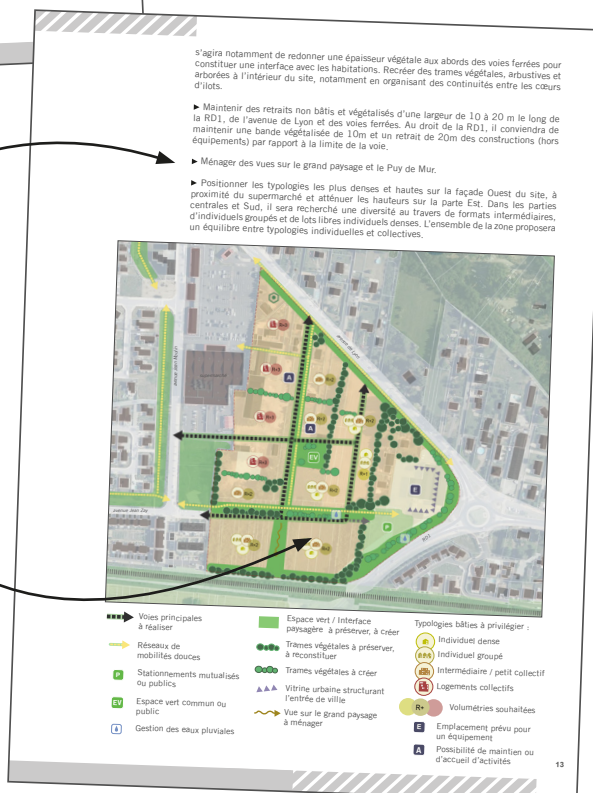 s'agira notamment de redonner une épaisseur végétale aux abords des voies ferrées pour
constituer une interface avec les habitations. Recréer des trames végétales, arbustives et
arborées à l'intérieur du site, notamment en organisant des continuités entre les cœurs
d'ilots.
► Maintenir des retraits non bâtis et végétalisés d'une largeur de 10 à 20 m le long de
la RD1, de l'avenue de Lyon et des voies ferrées. Au droit de la RD1, il conviendra de
maintenir une bande végétalisée de 10m et un retrait de 20m des constructions (hors
équipements) par rapport à la limite de la voie.
► Ménager des vues sur le grand paysage et le Puy de Mur.
► Positionner les typologies les plus denses et hautes sur la façade Ouest du site, à
proximité du supermarché et atténuer les hauteurs sur la partie Est. Dans les parties
centrales et Sud, il sera recherché une diversité au travers de formats intermédiaires,
d'individuels groupés et de lots libres individuels denses. L'ensemble de la zone proposera
un équilibre entre typologies individuelles et collectives.
Avenue de Lyon
A
A
EV
E
P
RD1
Avenue Jean Zay
Voies principales
à réaliser
Réseaux de
mobilités douces
P
Stationnements mutualisés
ou publics
EV
Espace vert commun ou
public
Gestion des eaux pluviales
Espace vert / Interface
paysagère à préserver, à créer
Trames végétales à préserver,
à reconstituer
Trames végétales à créer
Vitrine urbaine structurant
l'entrée de ville
Vue sur le grand paysage
à ménager
Typologies bâties à privilégier :
Individuel dense
Individuel groupé
Intermédiaire / petit collectif
Logements collectifs
R+
Volumétries souhaitées
E
Emplacement prévu pour
un équipement
A
Possibilité de maintien ou
d'accueil d'activités
13